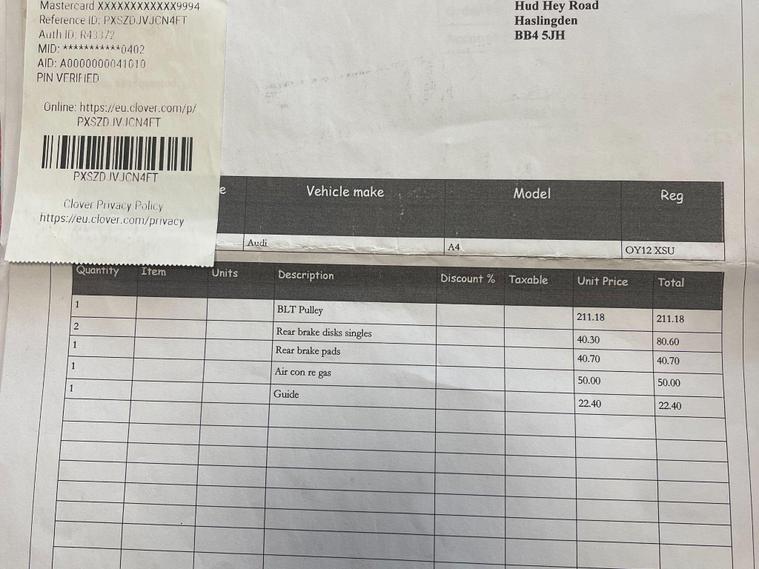 Mastercard XXXXXXXXXXXX9994
Reference ID: PXSZDJVJCN4FT
Auth ID: R43372
MID: ***********0402
AID: A0000000041010
PIN VERIFIED
Online: https://eu.clover.com/p/
PXSZDJVJCN4FT
PXSZDJVJCN4FT
Clover Privacy Policy
https://eu.clover.com/privacy
Hud Hey Road
Haslingden
BB4 5JH
e Vehicle make Model Reg
Audi A4 OY12 XSU
Quantity Item Units Description Discount % Taxable Unit Price Total
1 BLT Pulley 211.18 211.18
2 Rear brake disks singles 40.30 80.60
1 Rear brake pads 40.70 40.70
1 Air con re gas 50.00 50.00
1 Guide 22.40 22.40